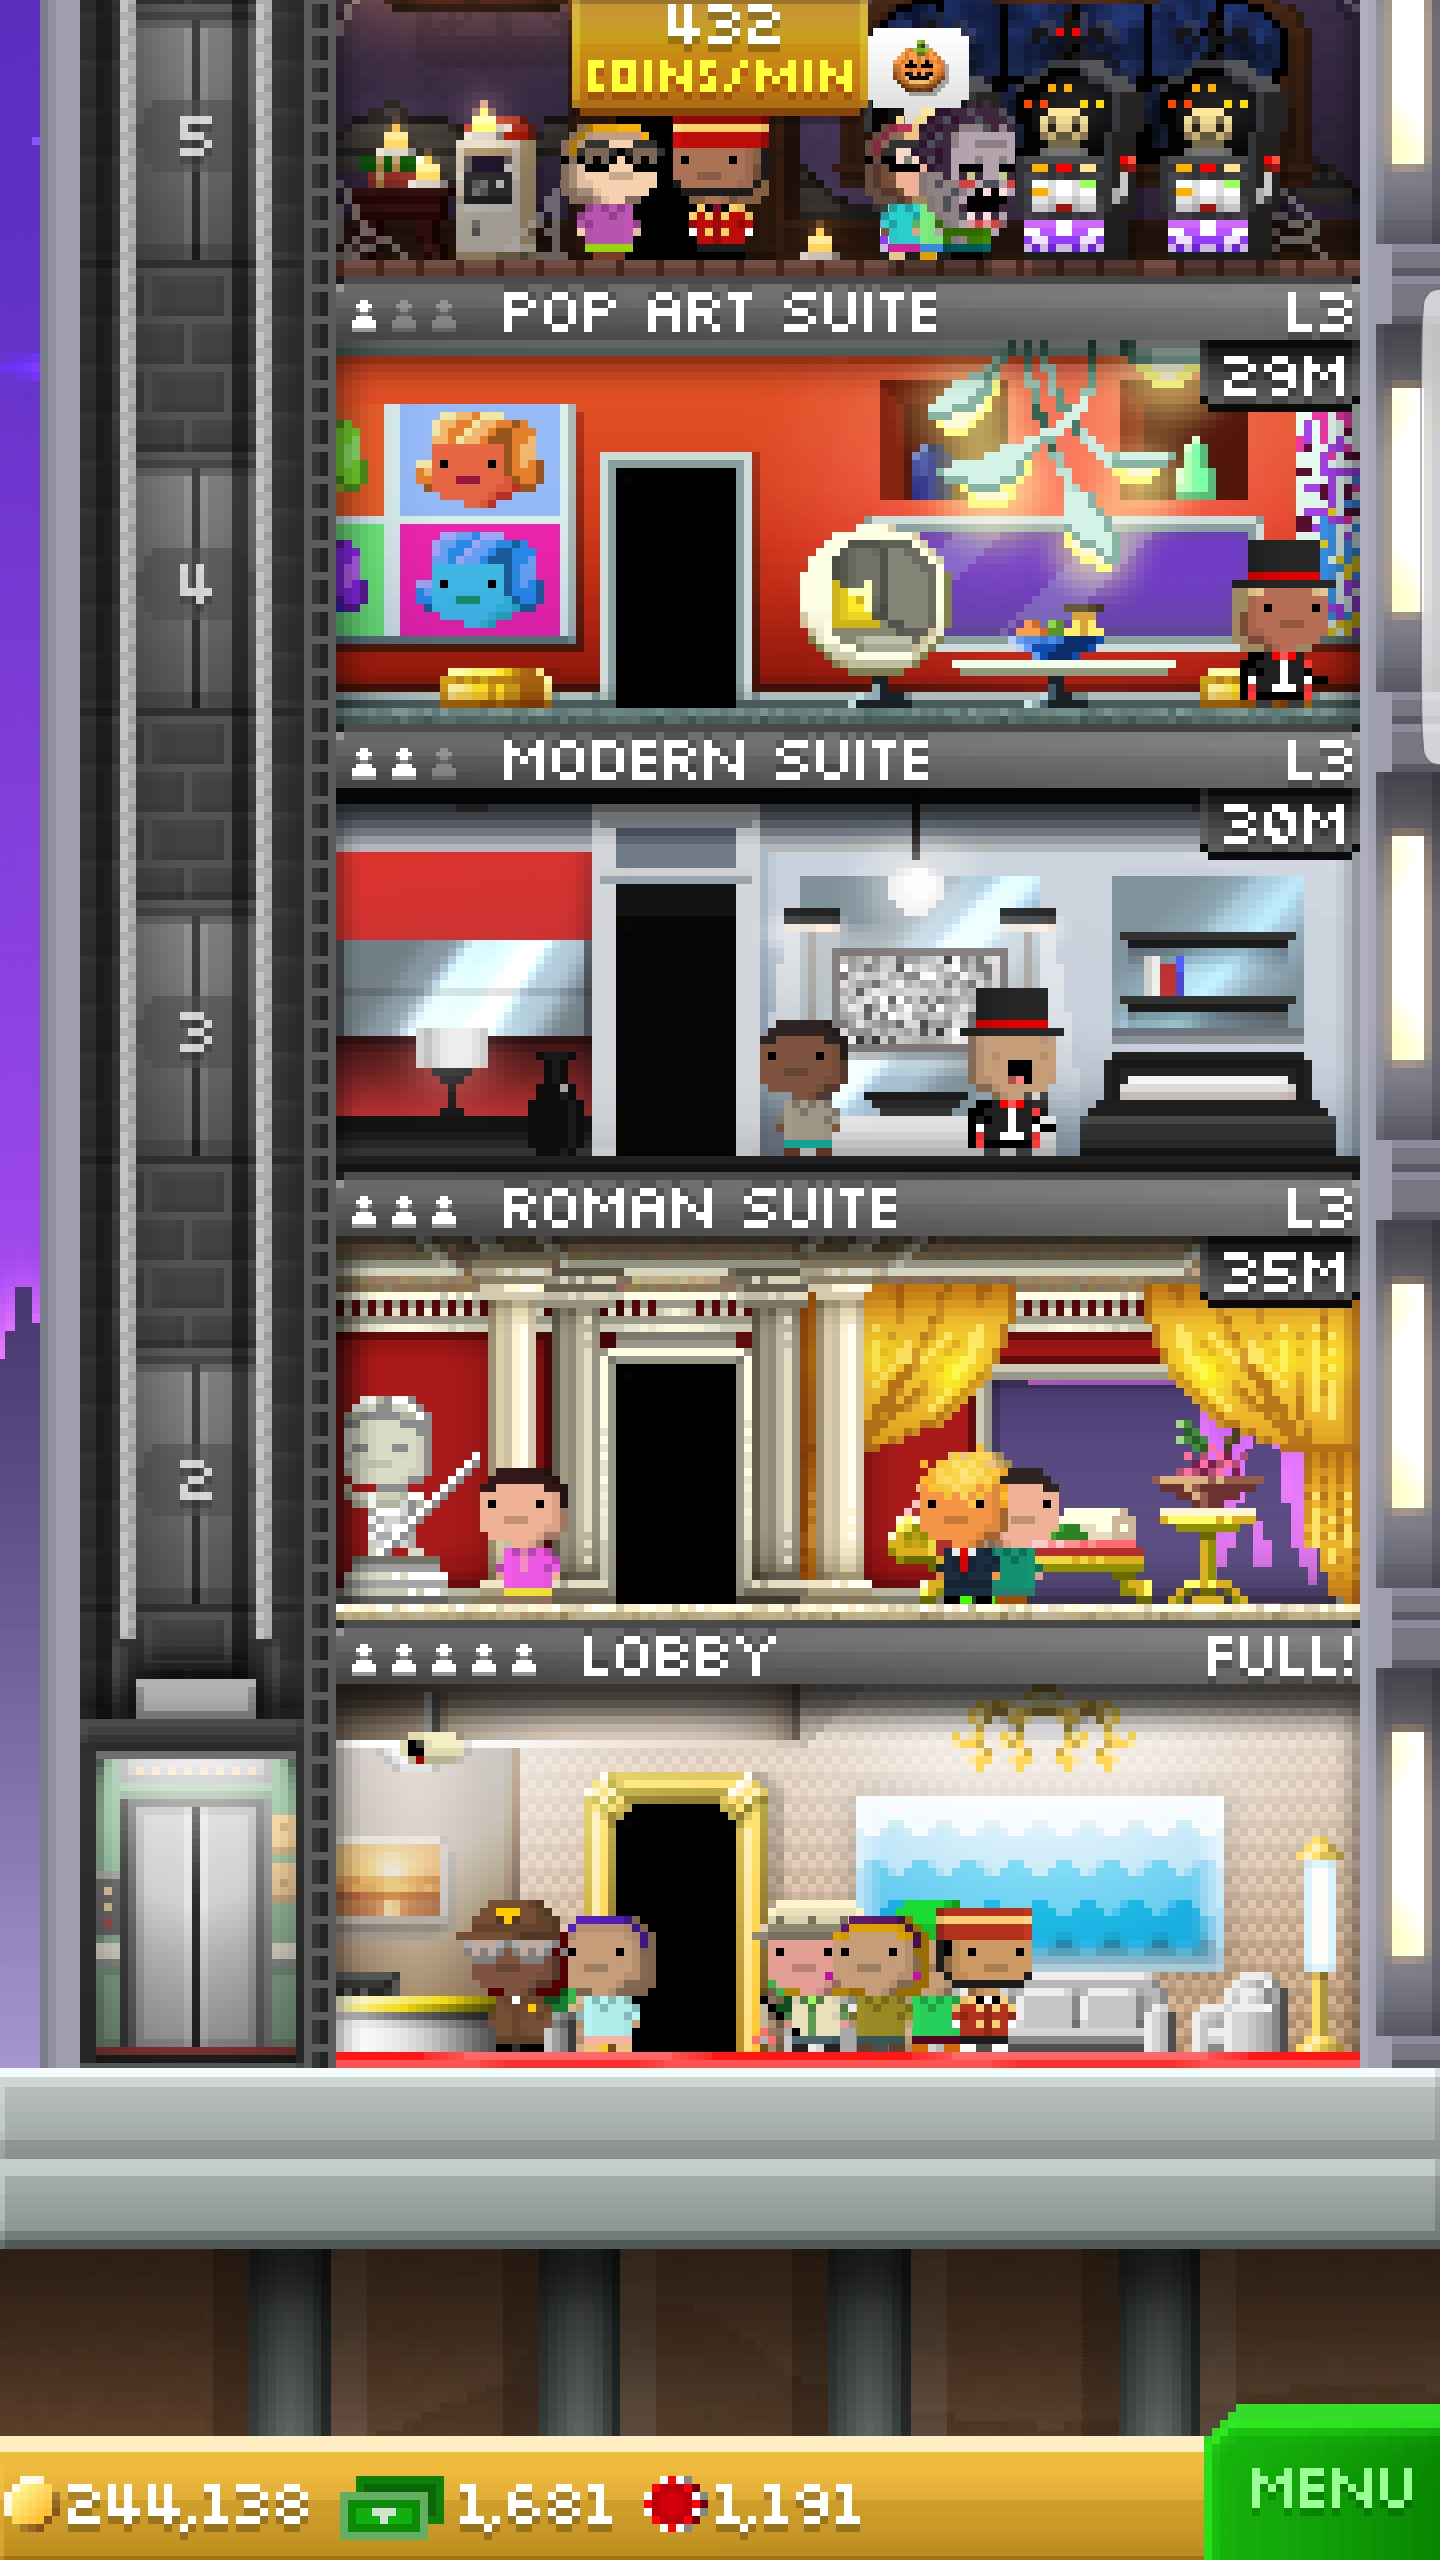 432
COINS/MIN
5
POP ART SUITE L3
29M
4
MODERN SUITE L3
30M
3
ROMAN SUITE L3
35M
2
LOBBY FULL!
244,138 1,681 1,191
MENU